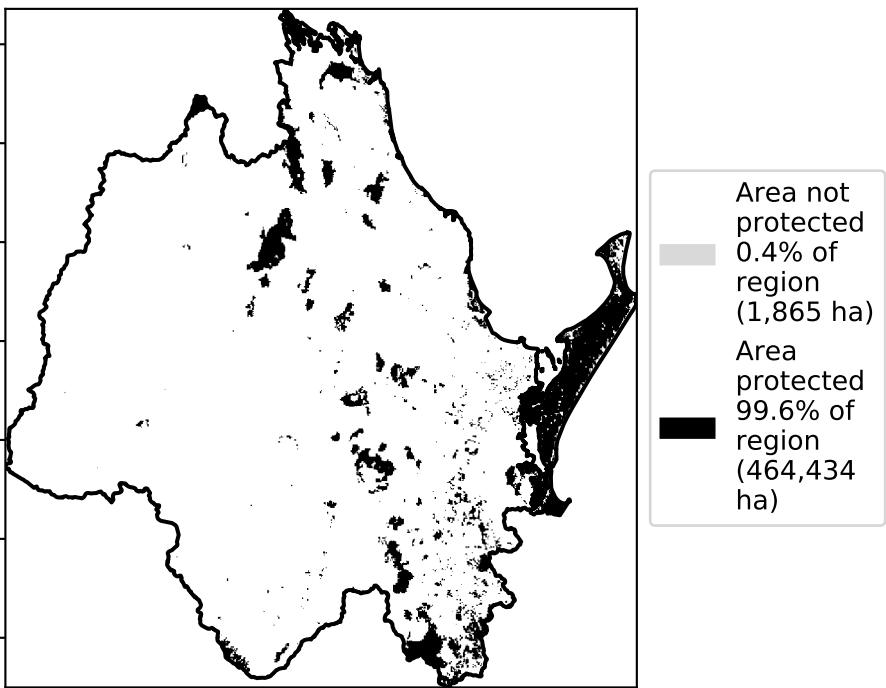 Area not
protected
0.4% of
region
(1,865 ha)
Area
protected
99.6% of
region
(464,434
ha)